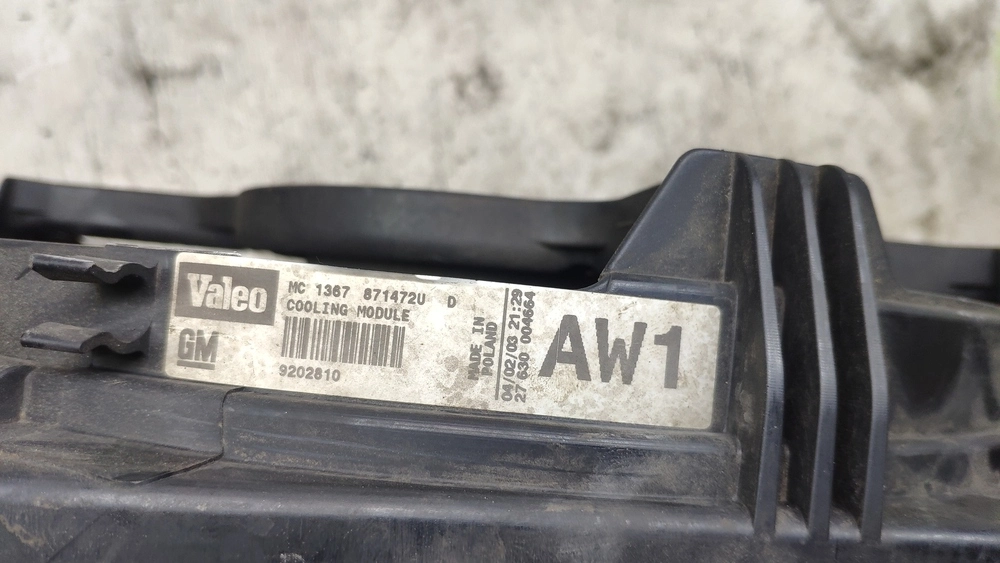 Valeo
GM
MC 1367 871472U D
COOLING MODULE
9202810
MADE IN
POLAND
04/02/03 21:29
27 630 004664
AW1